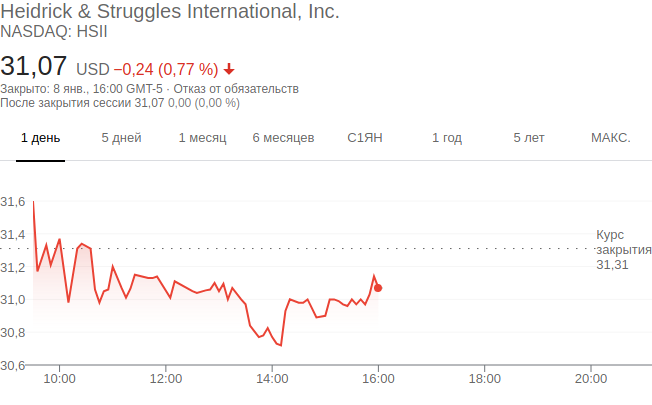 Heidrick & Struggles International, Inc.
NASDAQ: HSII
31,07 USD −0,24 (0,77 %)
Закрыто: 8 янв., 16:00 GMT-5 · Отказ от обязательств
После закрытия сессии 31,07 0,00 (0,00 %)
1 день 5 дней 1 месяц 6 месяцев С1ЯН 1 год 5 лет МАКС.
31,6
31,4
Курс
закрытия
31,31
31,2
31,0
30,8
30,6
10:00 12:00 14:00 16:00 18:00 20:00